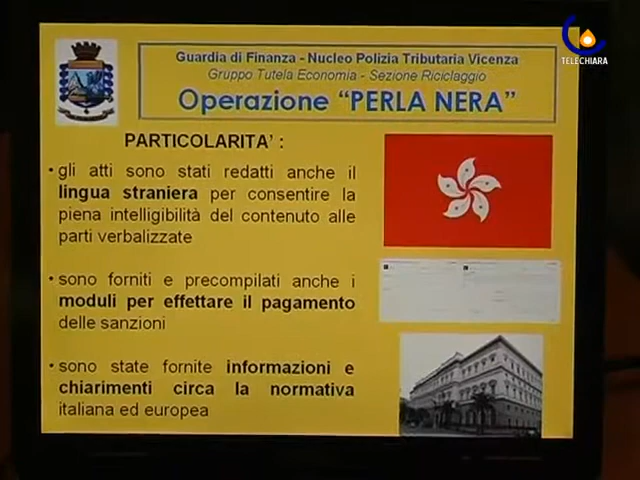 TELECHIARA
Guardia di Finanza - Nucleo Polizia Tributaria Vicenza
Gruppo Tutela Economia - Sezione Riciclaggio
Operazione “PERLA NERA”
PARTICOLARITA’ :
• gli atti sono stati redatti anche il
lingua straniera per consentire la
piena intelligibilità del contenuto alle
parti verbalizzate
• sono forniti e precompilati anche i
moduli per effettare il pagamento
delle sanzioni
• sono state fornite informazioni e
chiarimenti circa la normativa
italiana ed europea